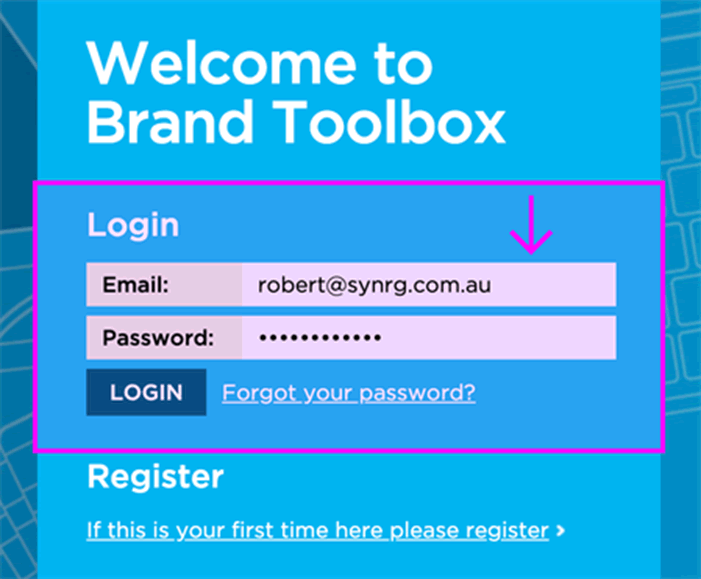 Welcome to
Brand Toolbox
Login
Email: robert@synrg.com.au
Password: ••••••••••••
LOGIN Forgot your password?
Register
If this is your first time here please register ›